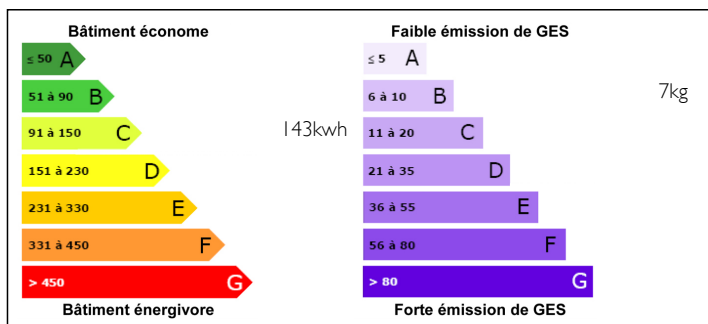 Bâtiment économe
≤ 50 A
51 à 90 B
91 à 150 C
151 à 230 D
231 à 330 E
331 à 450 F
> 450 G
Bâtiment énergivore
143kwh
Faible émission de GES
≤ 5 A
6 à 10 B
11 à 20 C
21 à 35 D
36 à 55 E
56 à 80 F
> 80 G
Forte émission de GES
7kg